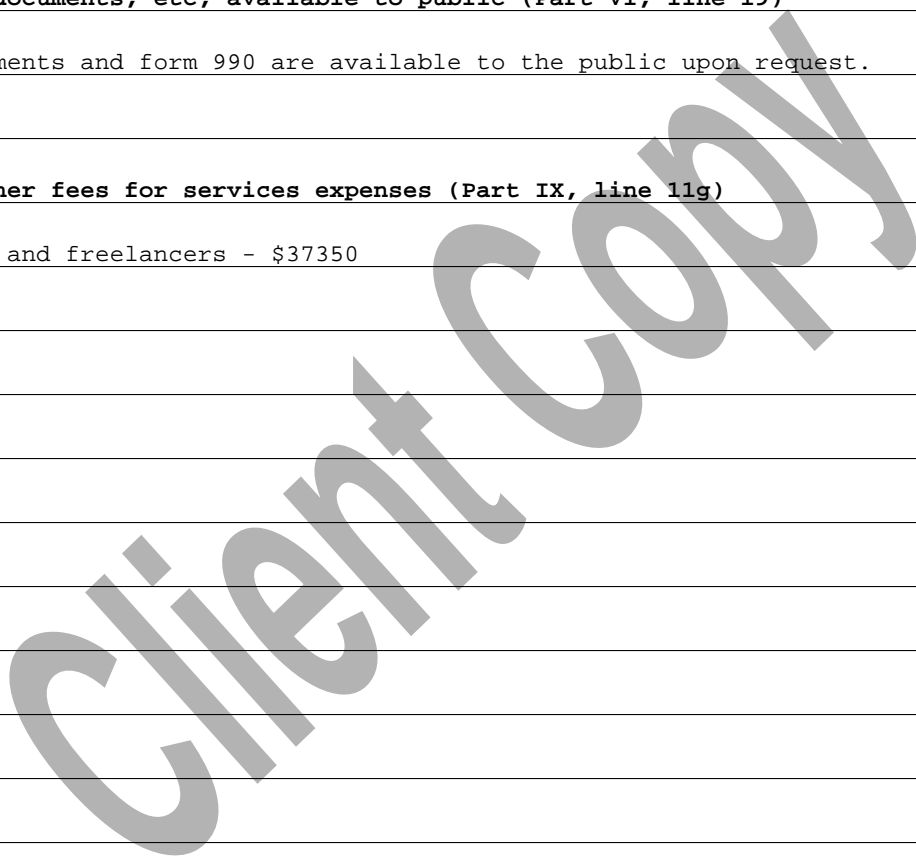 documents, etc, available to public (Part VI, line 19)
ments and form 990 are available to the public upon request.
her fees for services expenses (Part IX, line 11g)
and freelancers - $37350
Client Copy